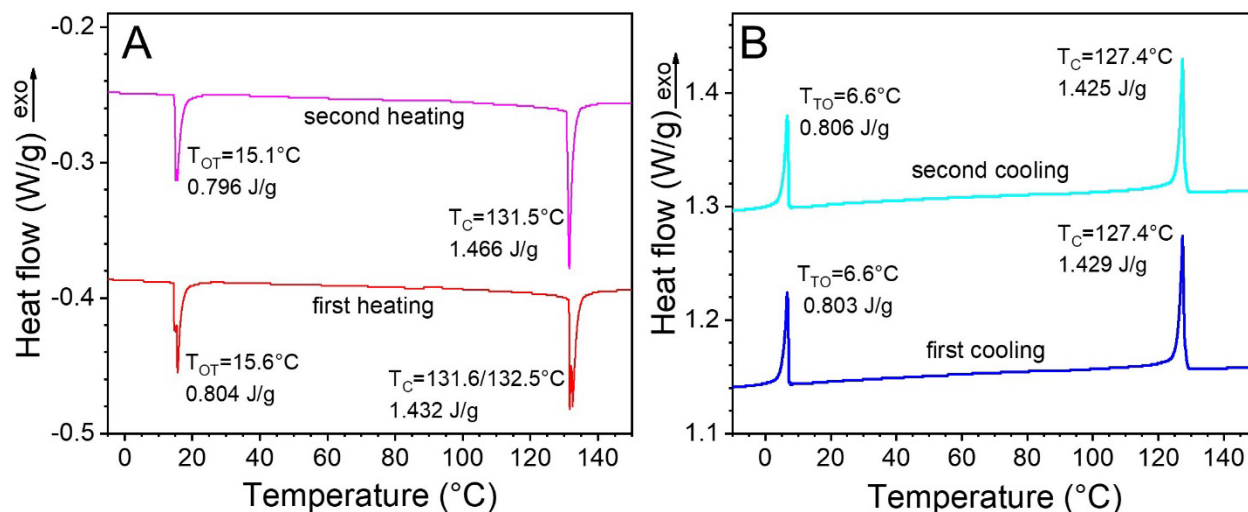 A
Heat flow (W/g) exo
-0.2
-0.3
-0.4
-0.5
second heating
T_OT=15.1°C
0.796 J/g
T_C=131.5°C
1.466 J/g
first heating
T_OT=15.6°C
0.804 J/g
T_C=131.6/132.5°C
1.432 J/g
0 20 40 60 80 100 120 140
Temperature (°C)
B
Heat flow (W/g) exo
1.4
1.3
1.2
1.1
T_C=127.4°C
1.425 J/g
T_TO=6.6°C
0.806 J/g
second cooling
T_C=127.4°C
1.429 J/g
T_TO=6.6°C
0.803 J/g
first cooling
0 20 40 60 80 100 120 140
Temperature (°C)